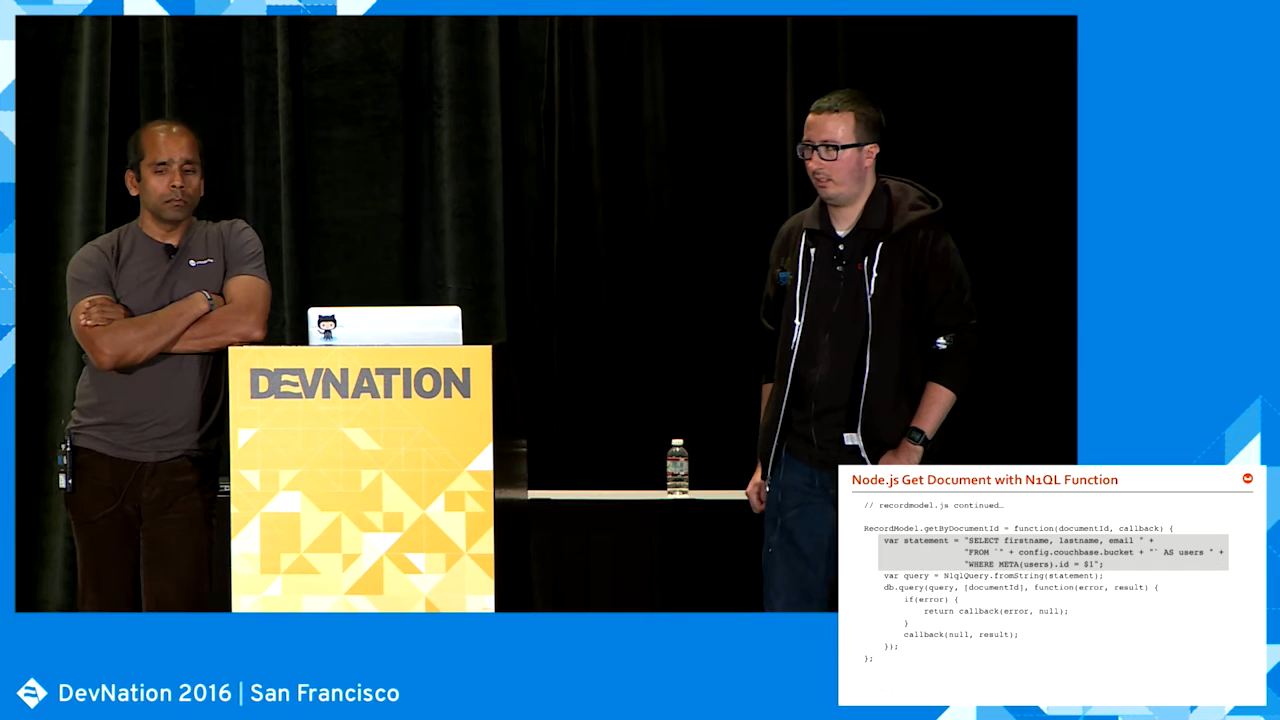 DEVNATION
Node.js Get Document with N1QL Function
// recordmodel.js continued…
RecordModel.getByDocumentId = function(documentId, callback) {
var statement = "SELECT firstname, lastname, email " +
"FROM `" + config.couchbase.bucket + "` AS users " +
"WHERE META(users).id = $1";
var query = N1qlQuery.fromString(statement);
db.query(query, [documentId], function(error, result) {
if(error) {
return callback(error, null);
}
callback(null, result);
});
};
DevNation 2016 | San Francisco